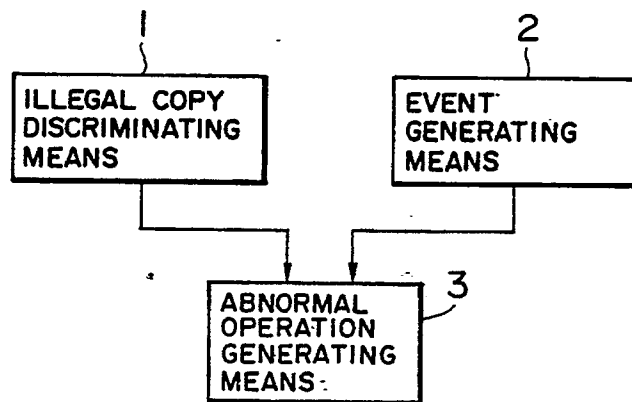 1
ILLEGAL COPY
DISCRIMINATING
MEANS
2
EVENT
GENERATING
MEANS
3
ABNORMAL
OPERATION
GENERATING
MEANS